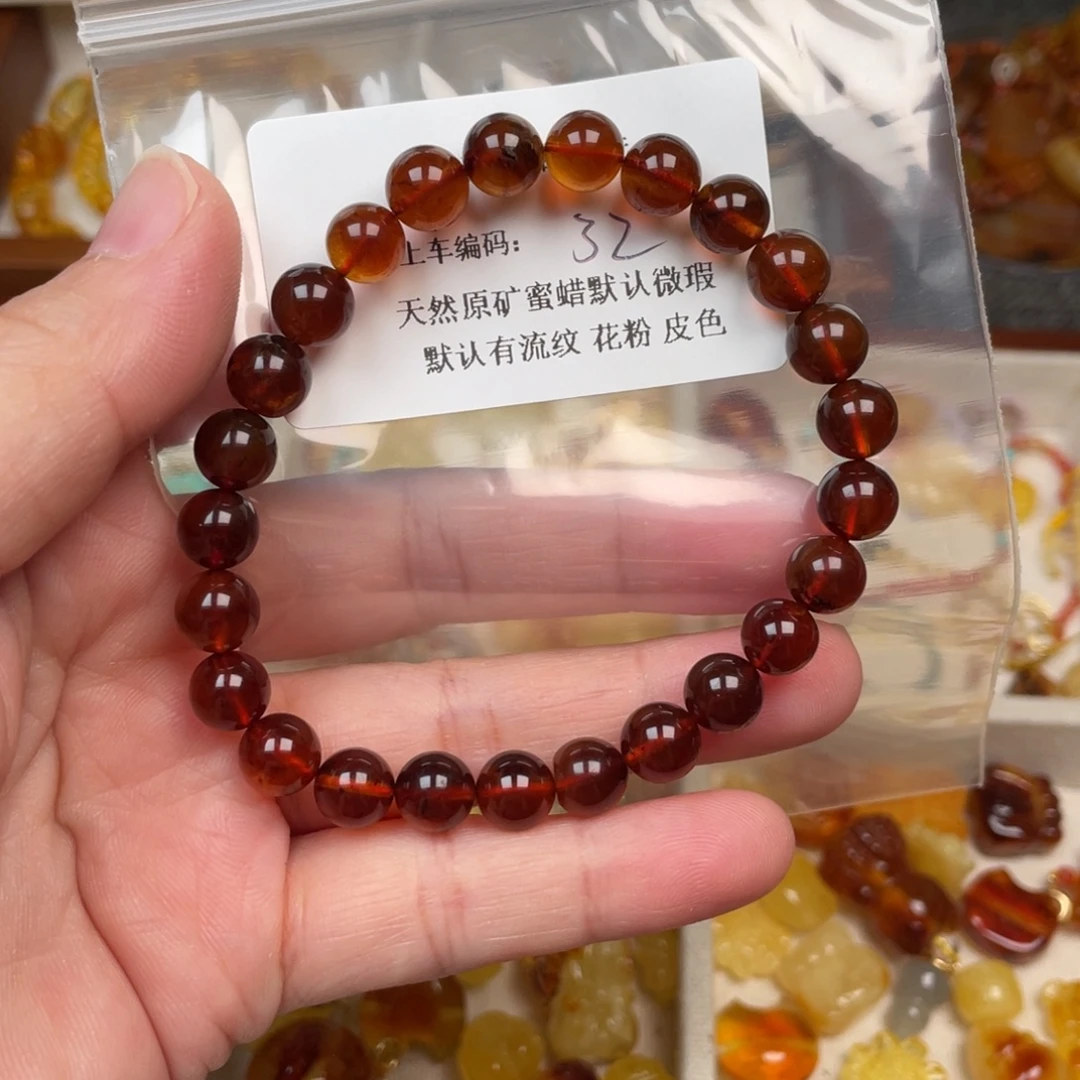 上车编码: 32
天然原矿蜜蜡默认微瑕
默认有流纹 花粉 皮色